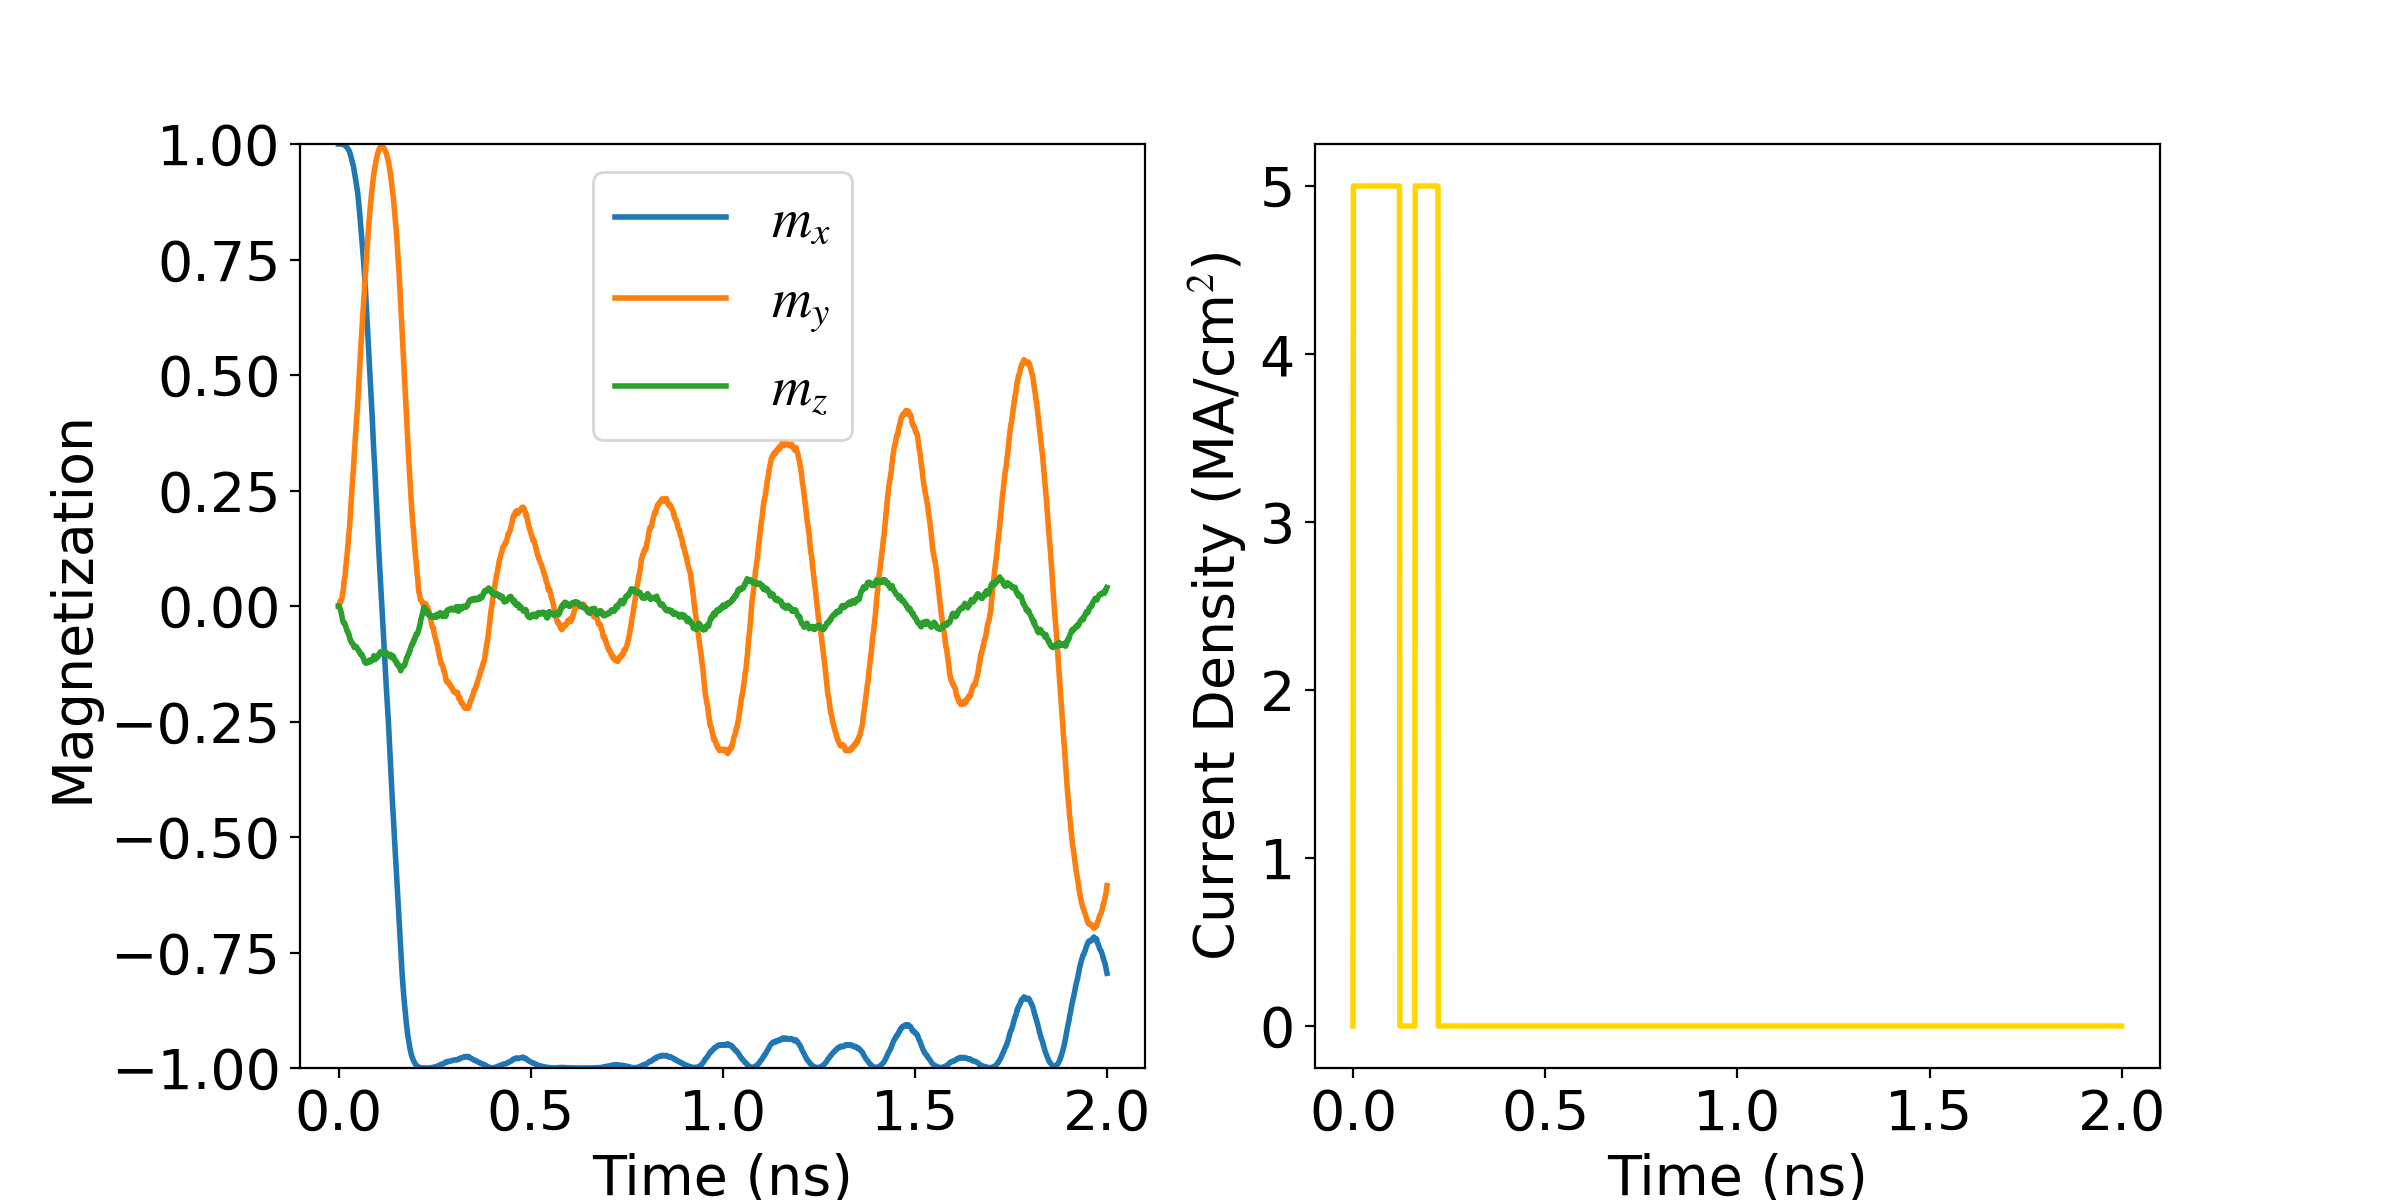 1.00
0.75
0.50
0.25
0.00
−0.25
−0.50
−0.75
−1.00
Magnetization
0.0 0.5 1.0 1.5 2.0
Time (ns)
m_x
m_y
m_z
5
4
3
2
1
0
Current Density (MA/cm²)
0.0 0.5 1.0 1.5 2.0
Time (ns)